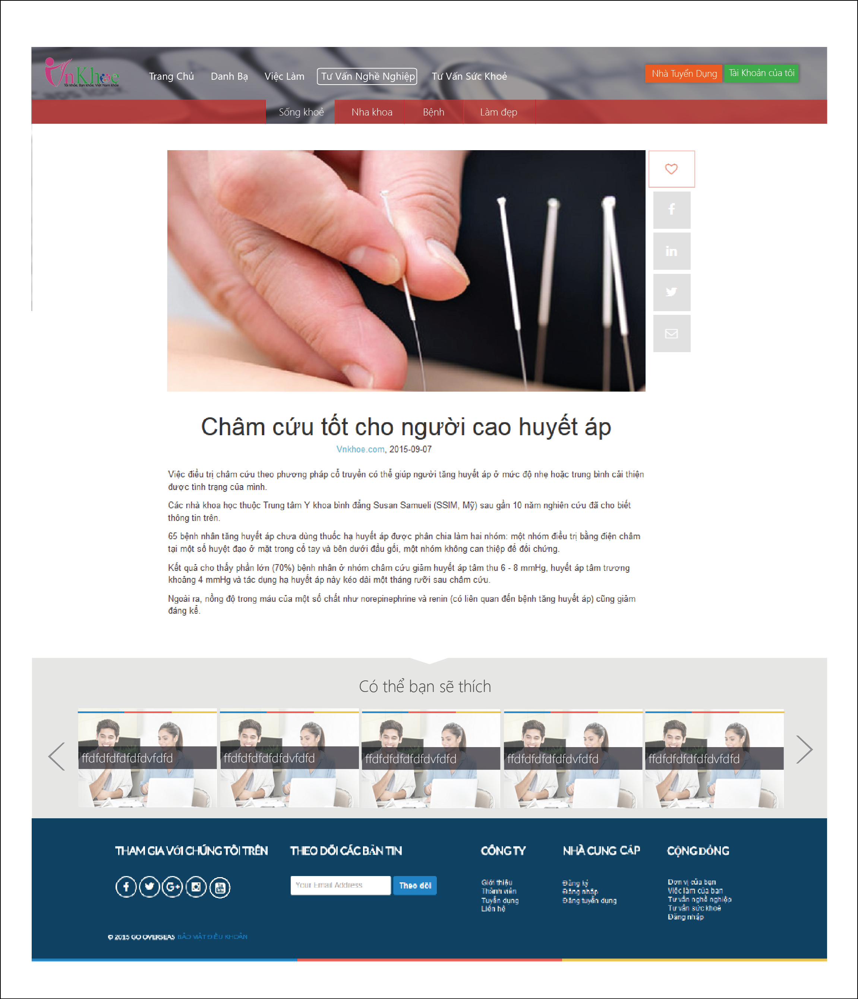 VnKhoẹ
Tôi khỏe, Bạn khỏe, Việt Nam khỏe
Trang Chủ
Danh Bạ
Việc Làm
Tư Vấn Nghề Nghiệp
Tư Vấn Sức Khoẻ
Nhà Tuyển Dụng
Tài Khoản của tôi
Sống khoẻ
Nha khoa
Bệnh
Làm đẹp
Châm cứu tốt cho người cao huyết áp
Vnkhoe.com, 2015-09-07
Việc điều trị châm cứu theo phương pháp cổ truyền có thể giúp người tăng huyết áp ở mức độ nhẹ hoặc trung bình cải thiện
được tình trạng của mình.
Các nhà khoa học thuộc Trung tâm Y khoa bình đẳng Susan Samueli (SSIM, Mỹ) sau gần 10 năm nghiên cứu đã cho biết
thông tin trên.
65 bệnh nhân tăng huyết áp chưa dùng thuốc hạ huyết áp được phân chia làm hai nhóm: một nhóm điều trị bằng điện châm
tại một số huyệt đạo ở mặt trong cổ tay và bên dưới đầu gối, một nhóm không can thiệp để đối chứng.
Kết quả cho thấy phần lớn (70%) bệnh nhân ở nhóm châm cứu giảm huyết áp tâm thu 6 - 8 mmHg, huyết áp tâm trương
khoảng 4 mmHg và tác dụng hạ huyết áp này kéo dài một tháng rưỡi sau châm cứu.
Ngoài ra, nồng độ trong máu của một số chất như norepinephrine và renin (có liên quan đến bệnh tăng huyết áp) cũng giảm
đáng kể.
Có thể bạn sẽ thích
ffdfdfdfdfdfdvfdfd
ffdfdfdfdfdfdvfdfd
ffdfdfdfdfdfdvfdfd
ffdfdfdfdfdfdvfdfd
ffdfdfdfdfdfdvfdfd
THAM GIA VỚI CHÚNG TÔI TRÊN
THEO DÕI CÁC BẢN TIN
Your Email Address
Theo dõi
CÔNG TY
Giới thiệu
Thành viên
Tuyển dụng
Liên hệ
NHÀ CUNG CẤP
Đăng ký
Đăng nhập
Đăng tuyển dụng
CỘNG ĐỒNG
Đơn vị của bạn
Việc làm của bạn
Tư vấn nghề nghiệp
Tư vấn sức khoẻ
Đăng nhập
© 2015 GO OVERSEAS BẢO MẬT ĐIỀU KHOẢN